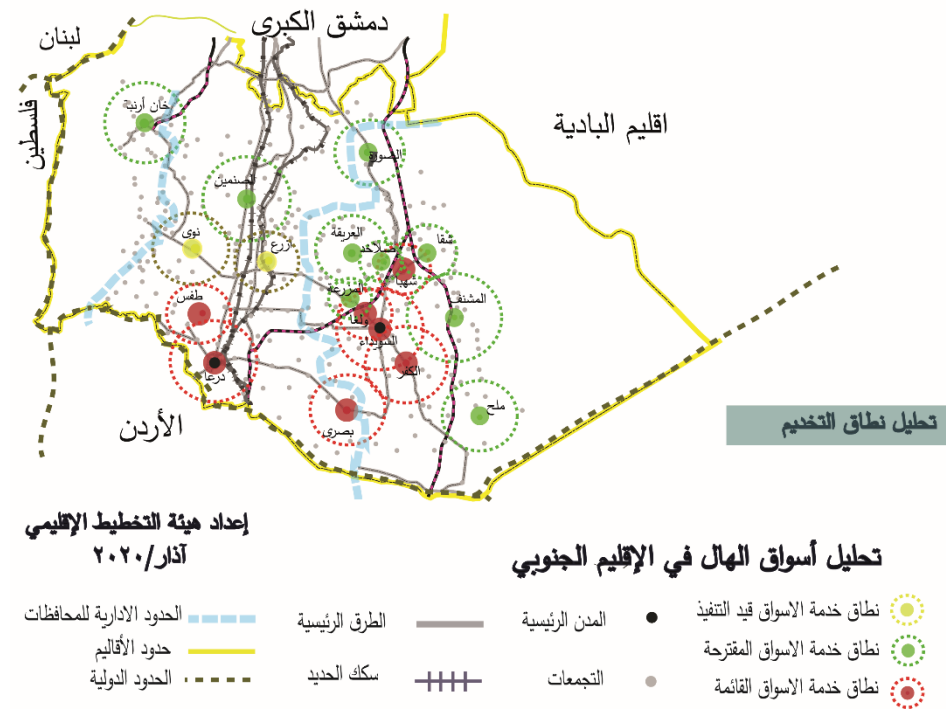 دمشق الكبرى
لبنان
فلسطين
اقليم البادية
خان أرنبة
الصورة
الصنمين
نوى
ازرع
العريقة
صلاخد
شقا
شهبا
طفس
المزرعة
ولغا
المشنف
السويداء
درعا
الكفر
بصرى
ملح
الأردن
تحليل نطاق التخديم
إعداد هيئة التخطيط الإقليمي
آذار/٢٠٢٠
تحليل أسواق الهال في الإقليم الجنوبي
نطاق خدمة الاسواق قيد التنفيذ
نطاق خدمة الاسواق المقترحة
نطاق خدمة الاسواق القائمة
المدن الرئيسية
التجمعات
الطرق الرئيسية
سكك الحديد
الحدود الادارية للمحافظات
حدود الأقاليم
الحدود الدولية